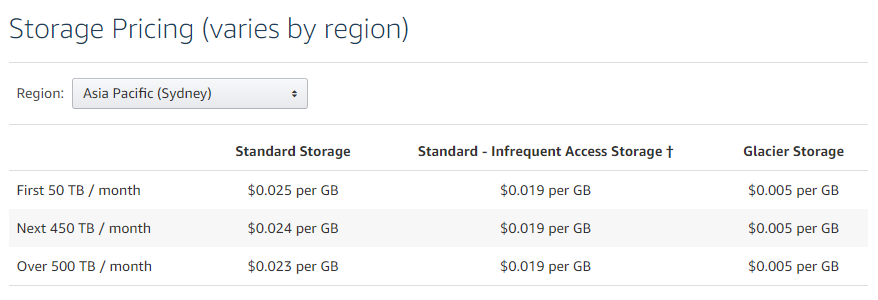 Storage Pricing (varies by region)
Region: Asia Pacific (Sydney)
Standard Storage Standard - Infrequent Access Storage † Glacier Storage
First 50 TB / month $0.025 per GB $0.019 per GB $0.005 per GB
Next 450 TB / month $0.024 per GB $0.019 per GB $0.005 per GB
Over 500 TB / month $0.023 per GB $0.019 per GB $0.005 per GB